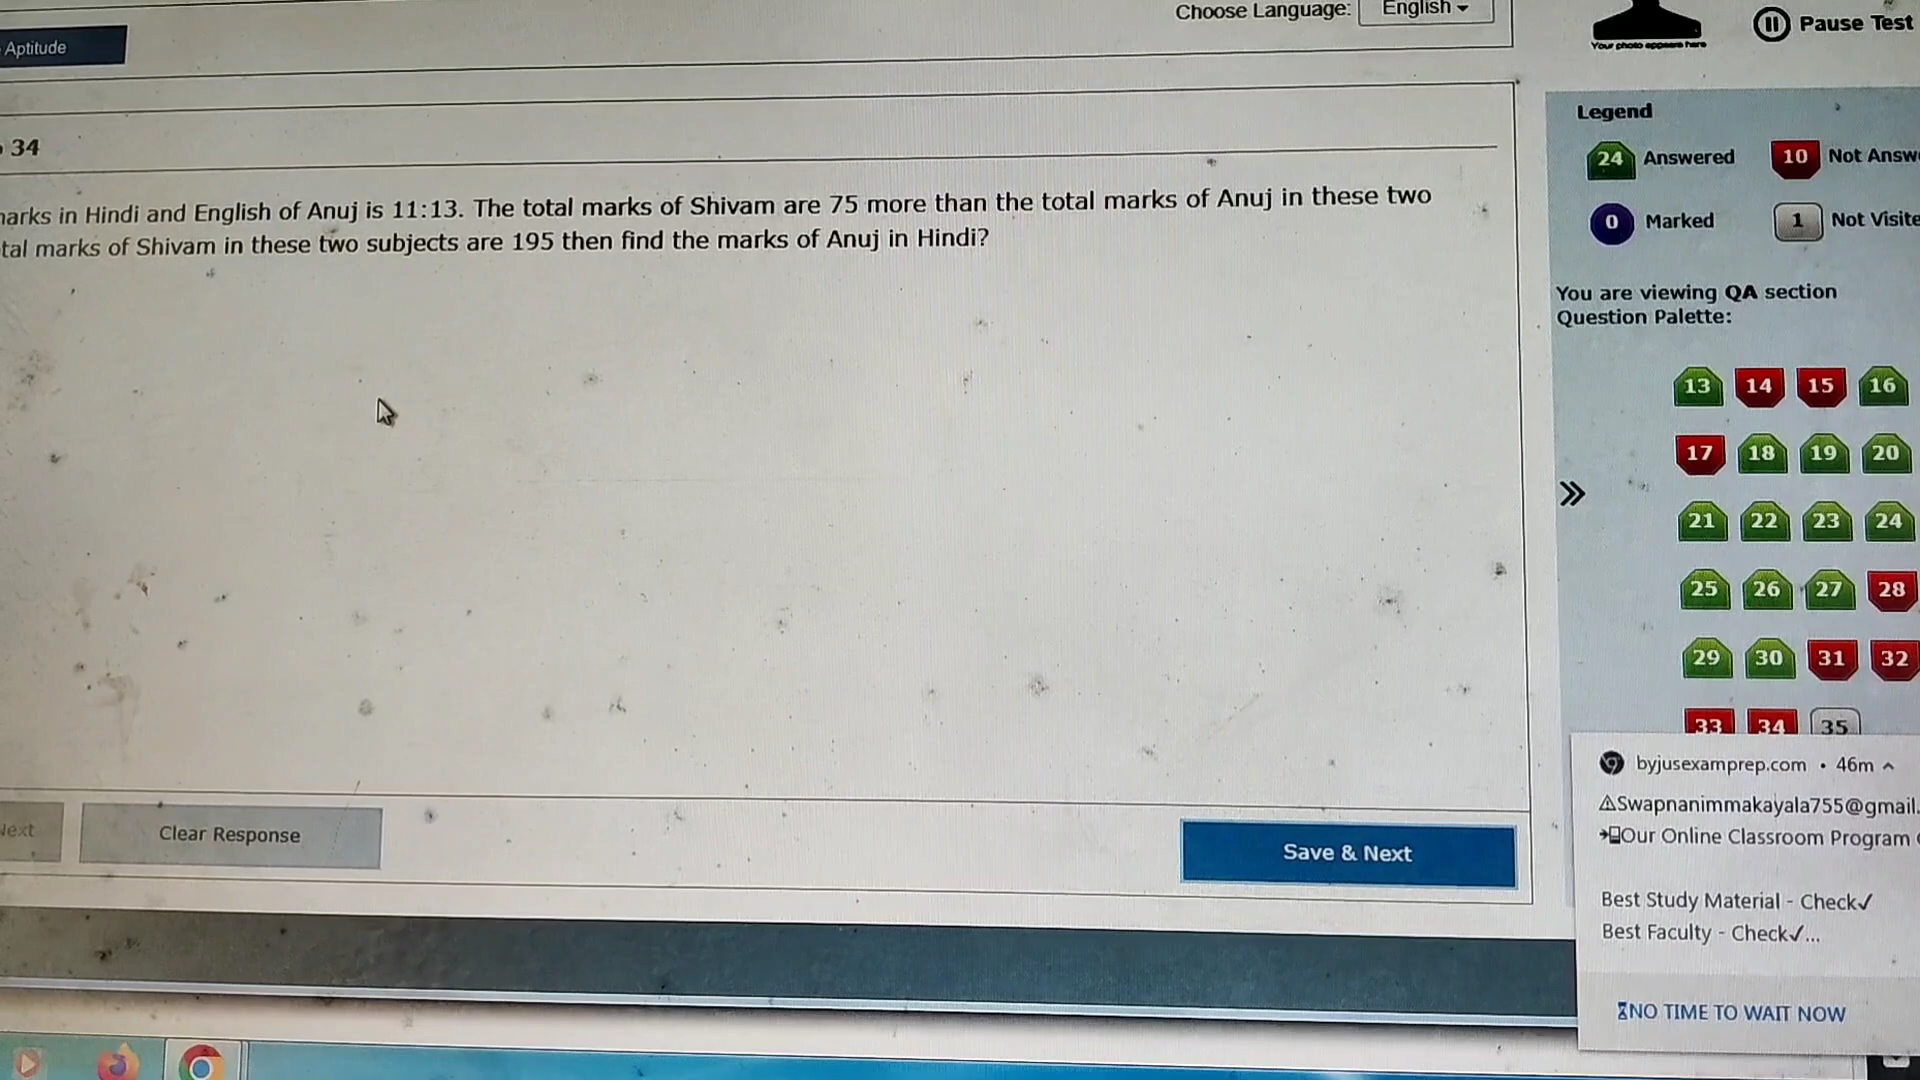 Choose Language: English
Your photo appears here
Pause Test
Aptitude
Legend
34
24 Answered 10 Not
0 Marked 1 Not
in Hindi and English of Anuj is 11:13. The total marks of Shivam are 75 more than the total marks of Anuj in these two
marks of Shivam in these two subjects are 195 then find the marks of Anuj in Hindi?
You are viewing QA section
Question Palette:
13 14 15 16
17 18 19 20
21 22 23 24
25 26 27 28
29 30 31 32
33 34 35
byjusexamprep.com • 46m
⚠Swapnanimmakayala755@gmail.
Our Online Classroom Program
Clear Response
Save & Next
Best Study Material - Check✓
Best Faculty - Check✓...
NO TIME TO WAIT NOW